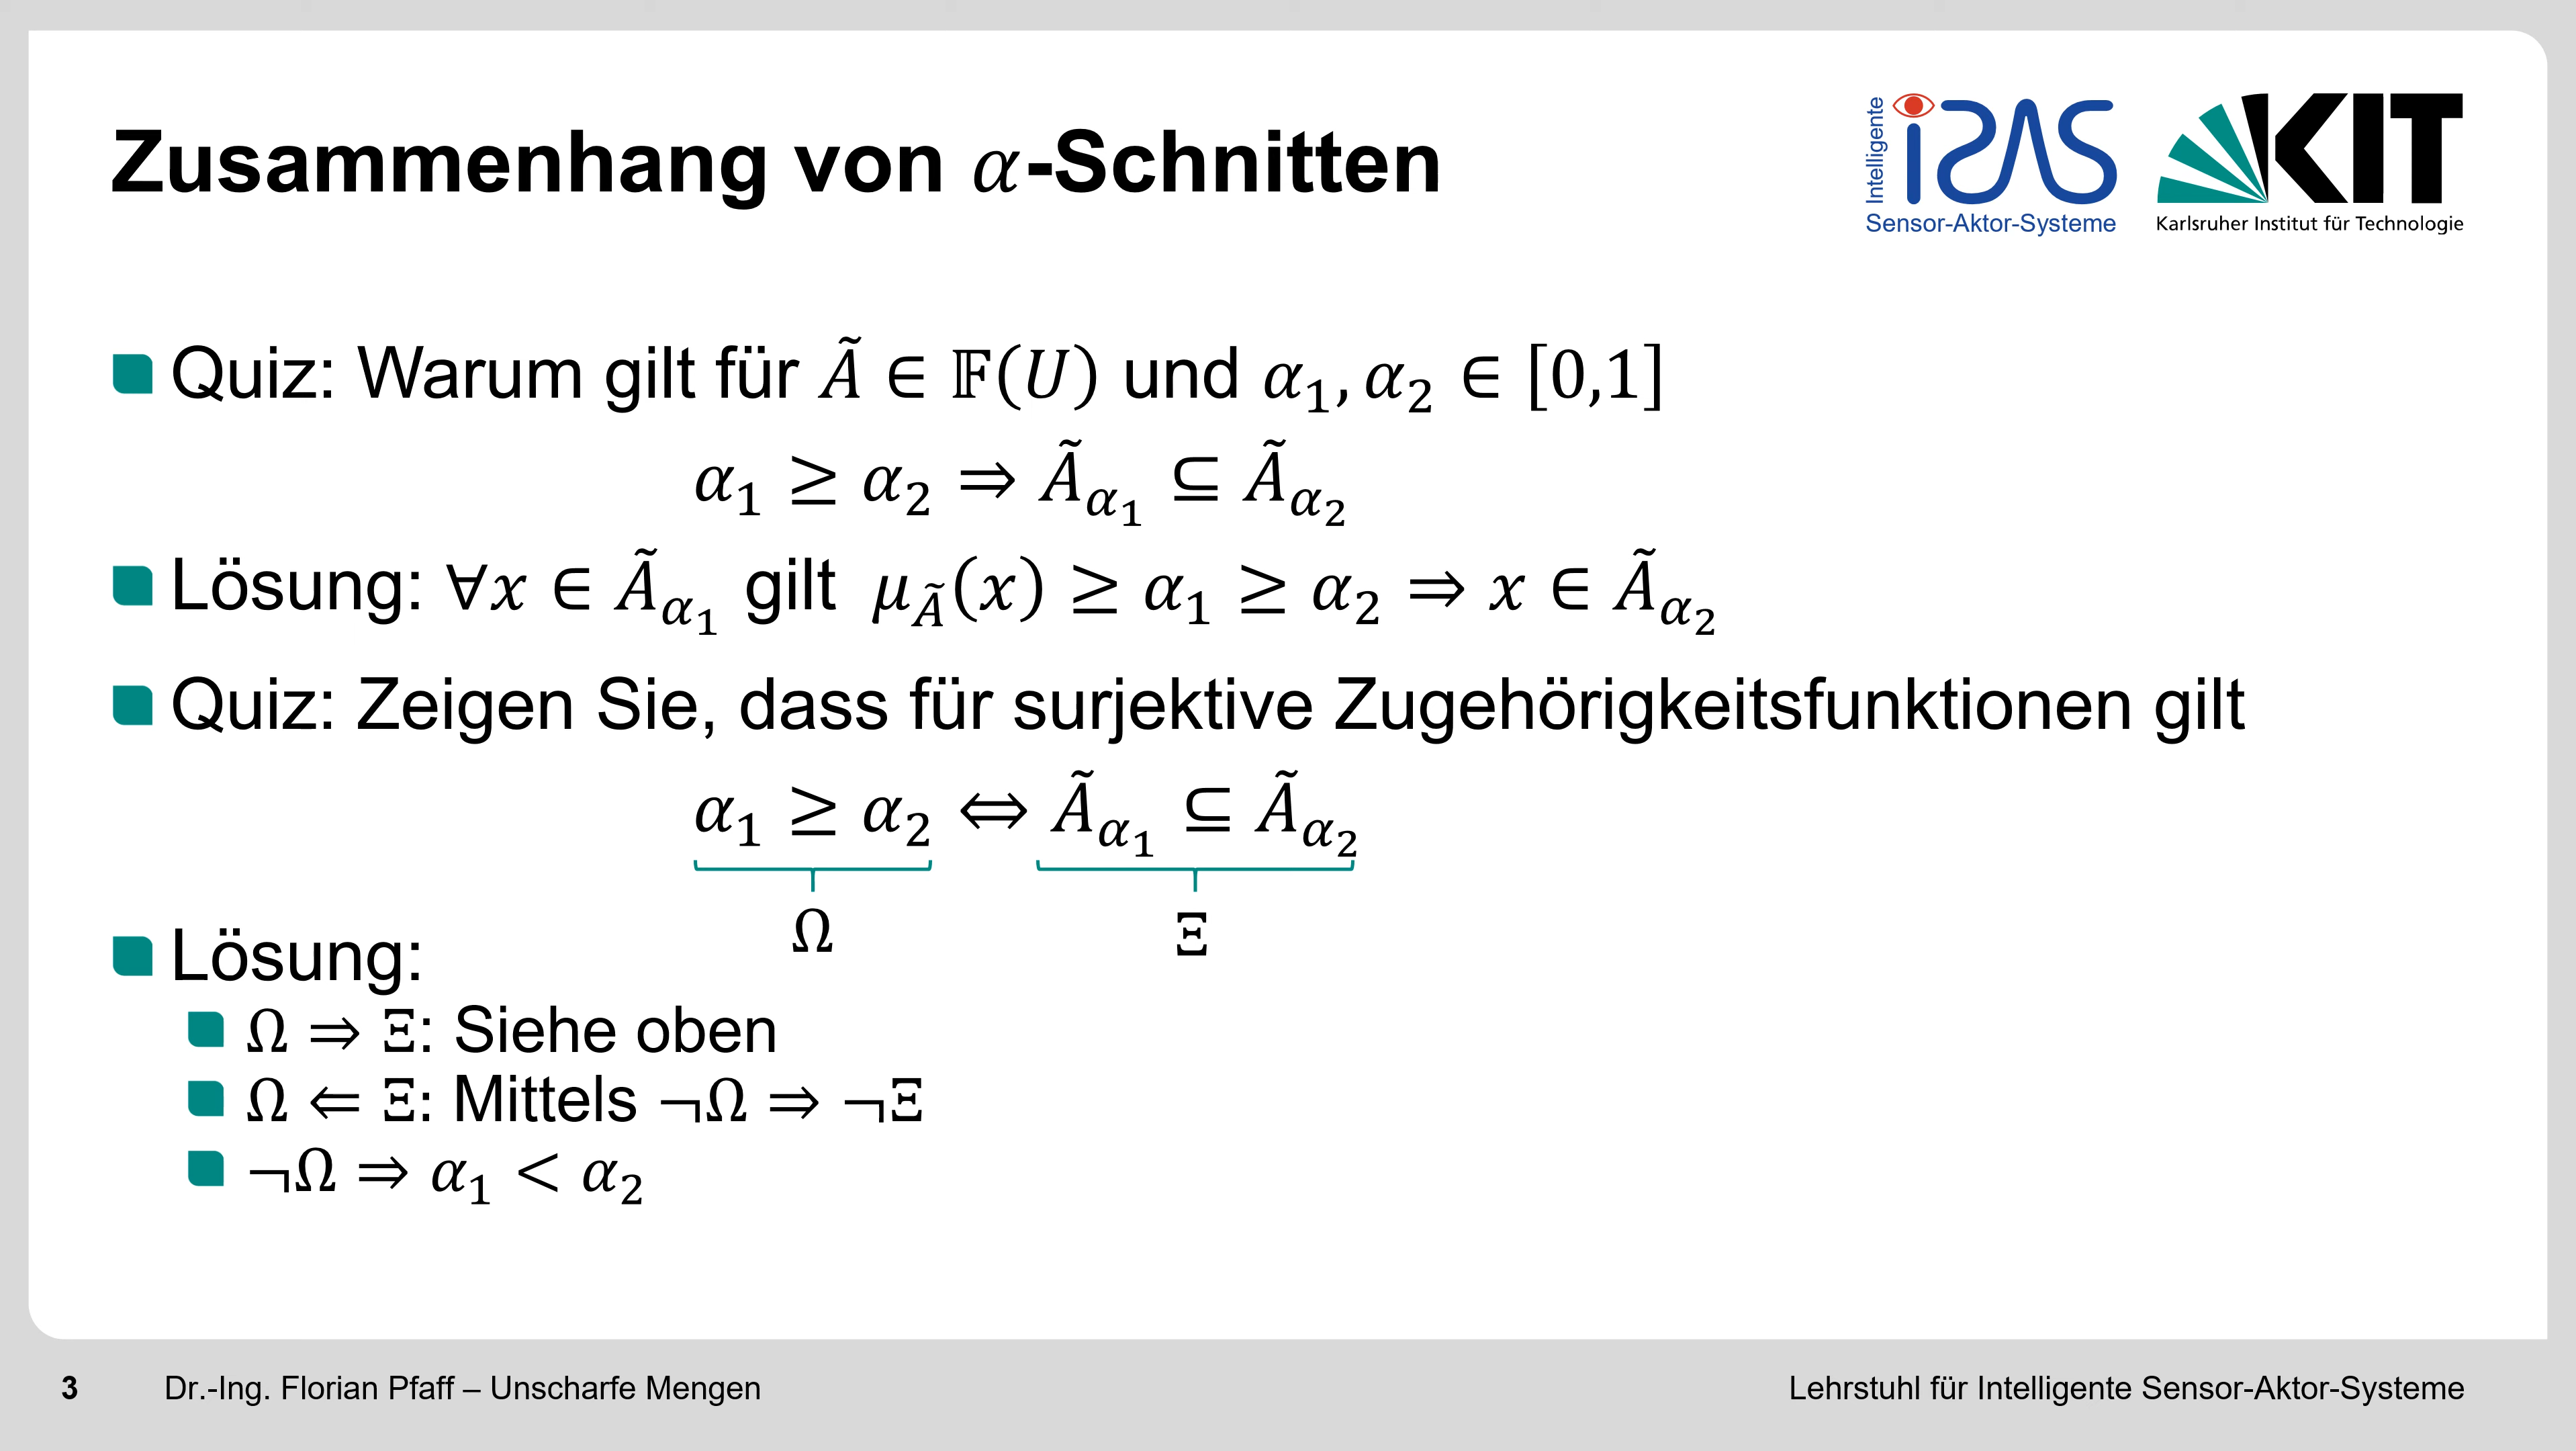 Zusammenhang von α-Schnitten
Intelligente
Sensor-Aktor-Systeme
KIT
Karlsruher Institut für Technologie
Quiz: Warum gilt für Ã ∈ 𝔽(U) und α₁, α₂ ∈ [0,1]
α₁ ≥ α₂ ⇒ Ã_α₁ ⊆ Ã_α₂
Lösung: ∀x ∈ Ã_α₁ gilt μ_Ã(x) ≥ α₁ ≥ α₂ ⇒ x ∈ Ã_α₂
Quiz: Zeigen Sie, dass für surjektive Zugehörigkeitsfunktionen gilt
α₁ ≥ α₂ ⇔ Ã_α₁ ⊆ Ã_α₂
Ω Ξ
Lösung:
Ω ⇒ Ξ: Siehe oben
Ω ⇐ Ξ: Mittels ¬Ω ⇒ ¬Ξ
¬Ω ⇒ α₁ < α₂
3 Dr.-Ing. Florian Pfaff – Unscharfe Mengen Lehrstuhl für Intelligente Sensor-Aktor-Systeme